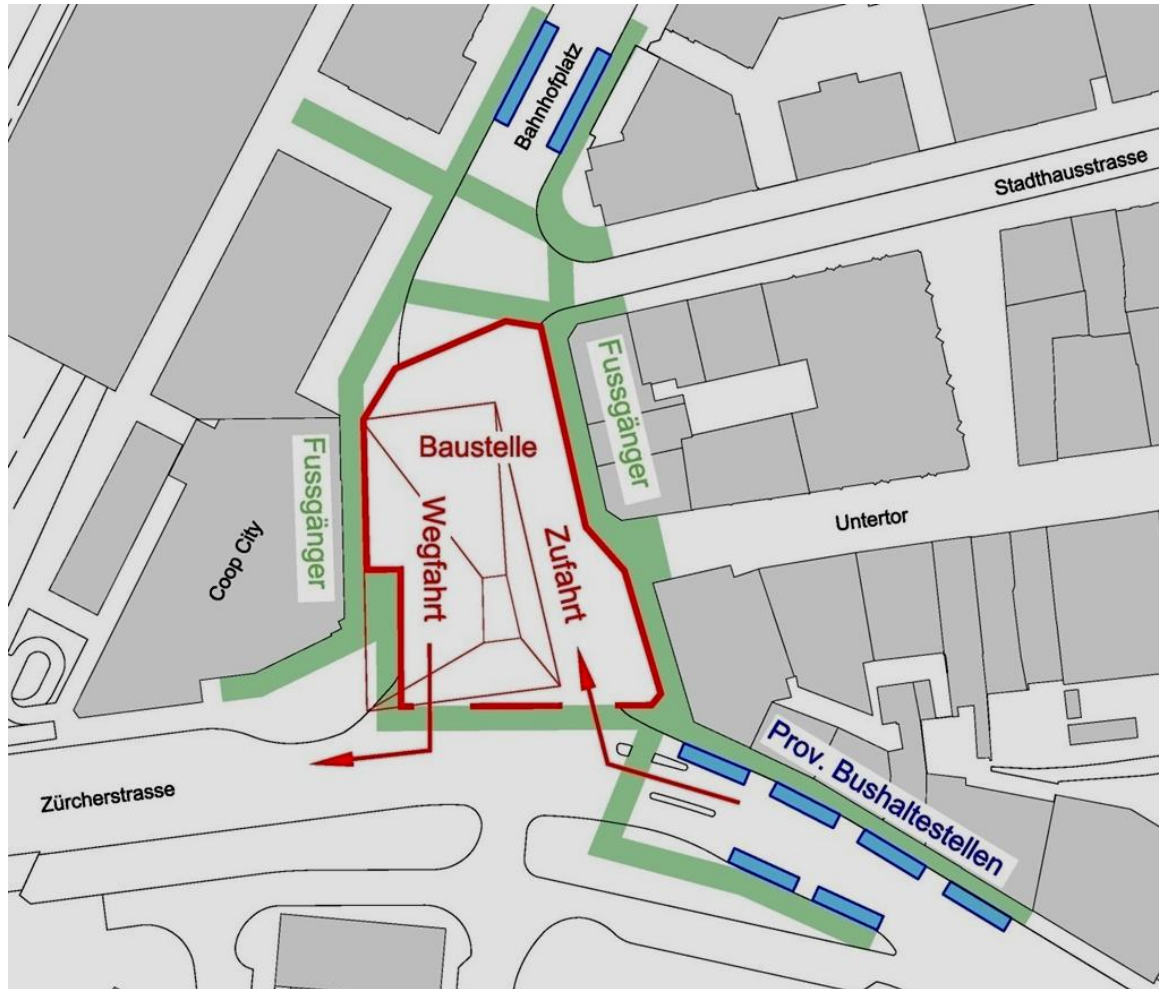 Bahnhofplatz
Stadthausstrasse
Fussgänger
Baustelle
Fussgänger
Wegfahrt
Zufahrt
Coop City
Untertor
Zürcherstrasse
Prov. Bushaltestellen